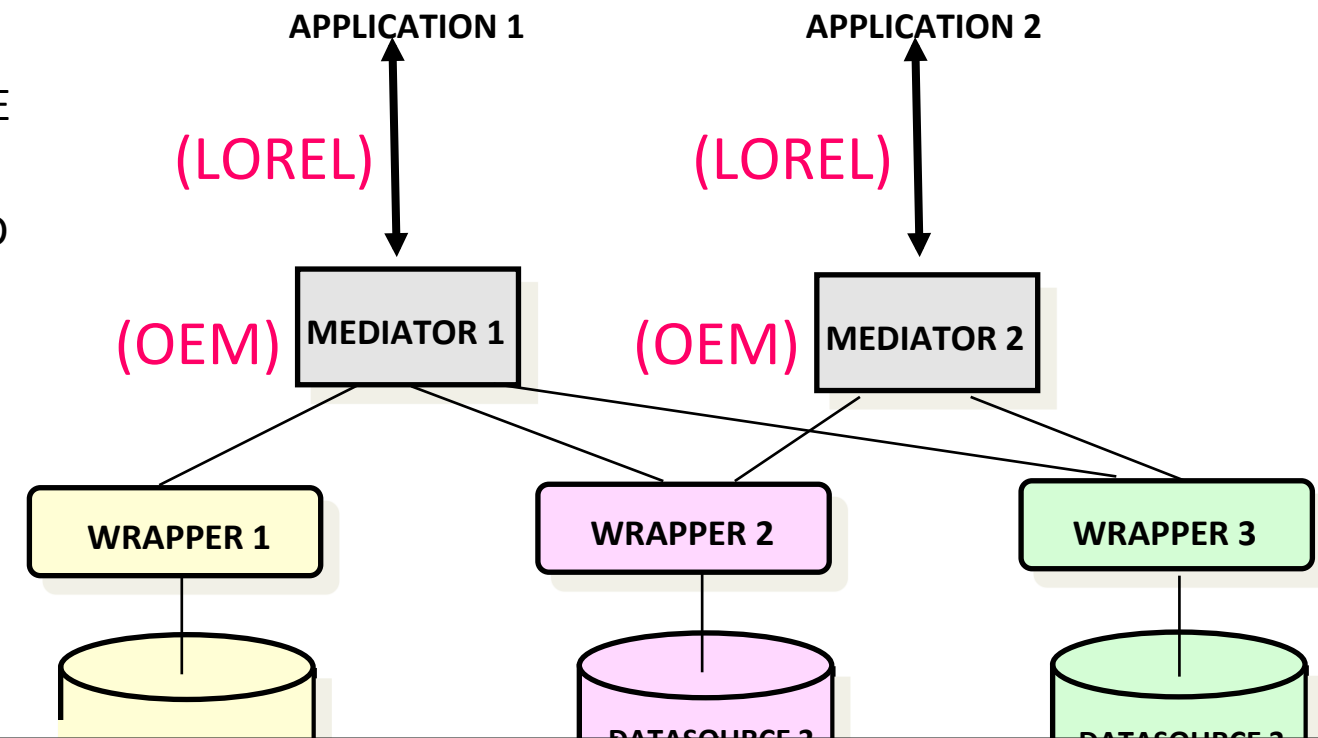 APPLICATION 1
APPLICATION 2
E
(LOREL)
(LOREL)
(OEM)
MEDIATOR 1
(OEM)
MEDIATOR 2
WRAPPER 1
WRAPPER 2
WRAPPER 3